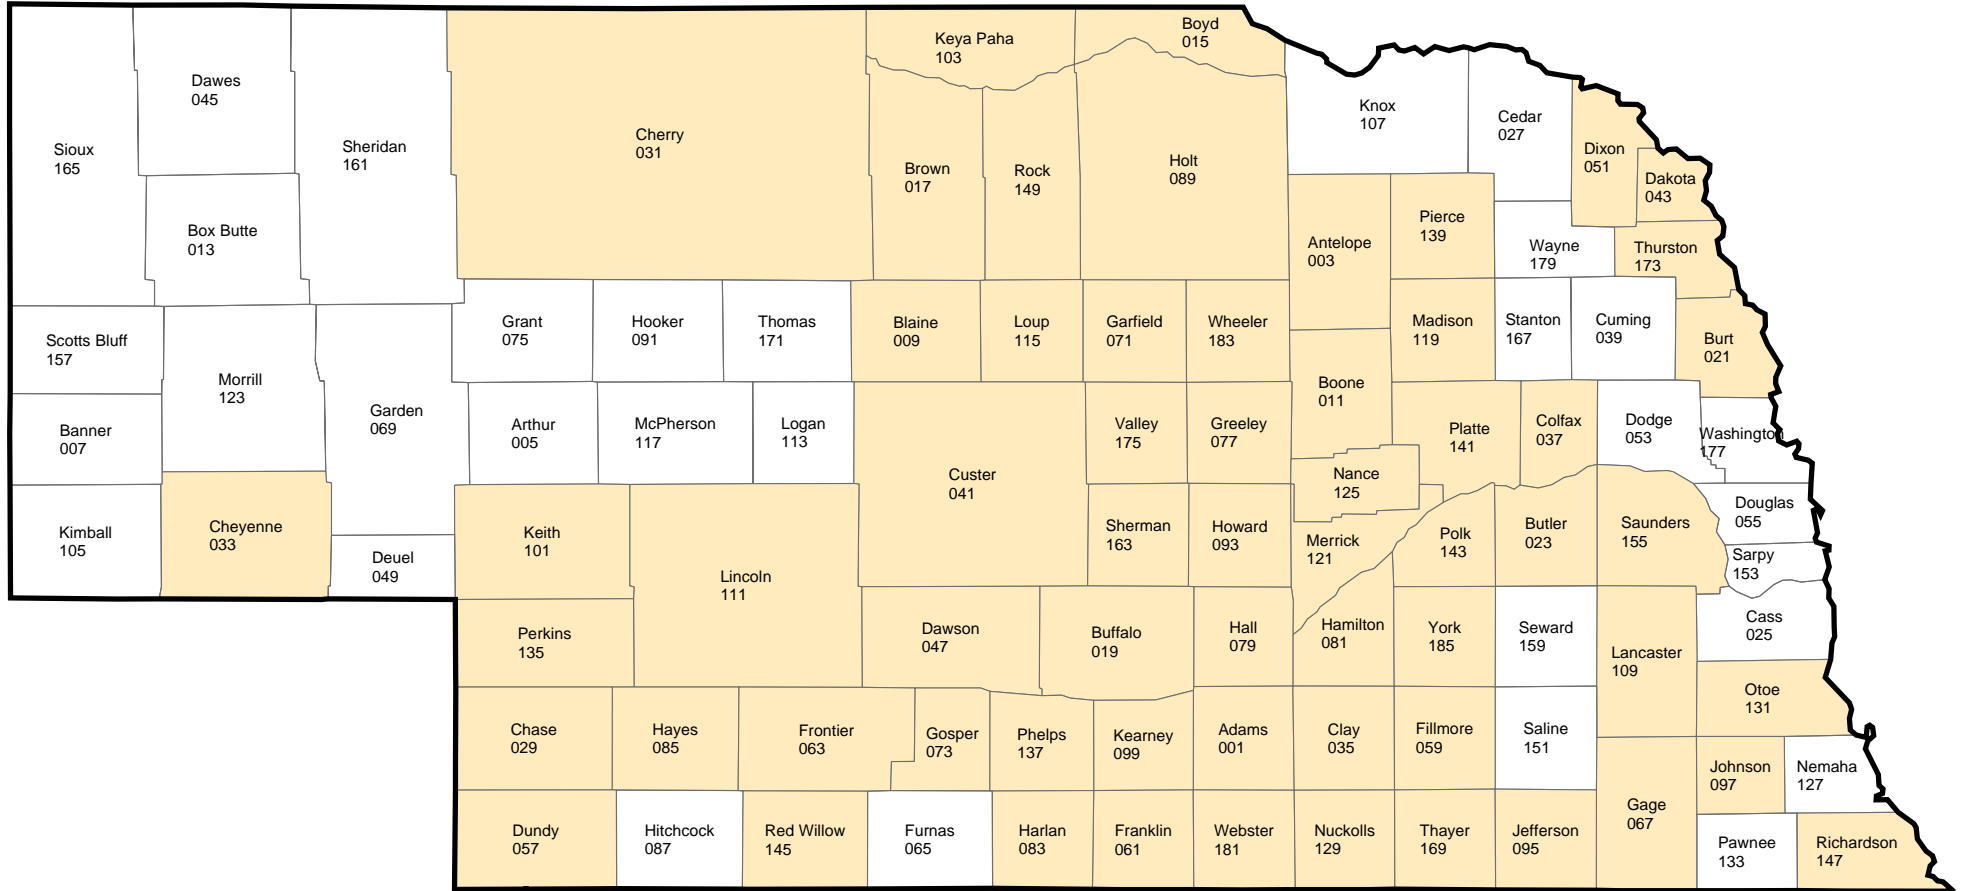 Boyd
015
Keya Paha
103
Dawes
045
Sioux
165
Sheridan
161
Cherry
031
Brown
017
Rock
149
Holt
089
Knox
107
Cedar
027
Dixon
051
Dakota
043
Box Butte
013
Antelope
003
Pierce
139
Wayne
179
Thurston
173
Scotts Bluff
157
Morrill
123
Grant
075
Hooker
091
Thomas
171
Blaine
009
Loup
115
Garfield
071
Wheeler
183
Madison
119
Stanton
167
Cuming
039
Burt
021
Banner
007
Garden
069
Arthur
005
McPherson
117
Logan
113
Custer
041
Valley
175
Greeley
077
Boone
011
Platte
141
Colfax
037
Dodge
053
Washington
177
Nance
125
Kimball
105
Cheyenne
033
Deuel
049
Keith
101
Lincoln
111
Sherman
163
Howard
093
Merrick
121
Polk
143
Butler
023
Saunders
155
Douglas
055
Sarpy
153
Perkins
135
Dawson
047
Buffalo
019
Hall
079
Hamilton
081
York
185
Seward
159
Lancaster
109
Cass
025
Otoe
131
Chase
029
Hayes
085
Frontier
063
Gosper
073
Phelps
137
Kearney
099
Adams
001
Clay
035
Fillmore
059
Saline
151
Johnson
097
Nemaha
127
Dundy
057
Hitchcock
087
Red Willow
145
Furnas
065
Harlan
083
Franklin
061
Webster
181
Nuckolls
129
Thayer
169
Jefferson
095
Gage
067
Pawnee
133
Richardson
147